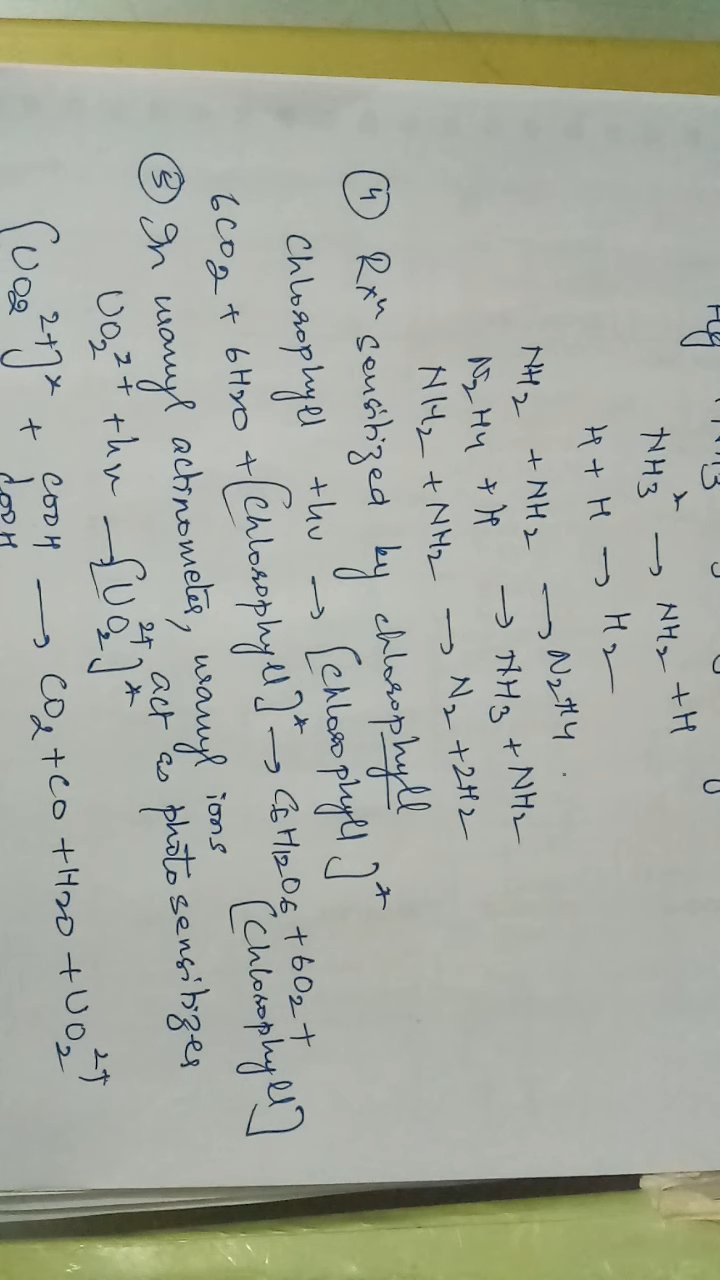 NH3* → NH2 + H
H + H → H2
NH2 + NH2 → N2H4.
N2H4 + H → NH3 + NH2
NH2 + NH2 → N2 + 2H2
④ Rxn sensitized by chlorophyll
Chlorophyll + hν → [Chlorophyll]*
6CO2 + 6H2O + [Chlorophyll]* → C6H12O6 + 6O2 +
[Chlorophyll]
⑤ In uranyl actinometer, uranyl ions
act as photosensitizer
UO2 2+ + hν → [UO2 2+]*
[UO2 2+]* + COOH → CO2 + CO + H2O + UO2 2+
COOH